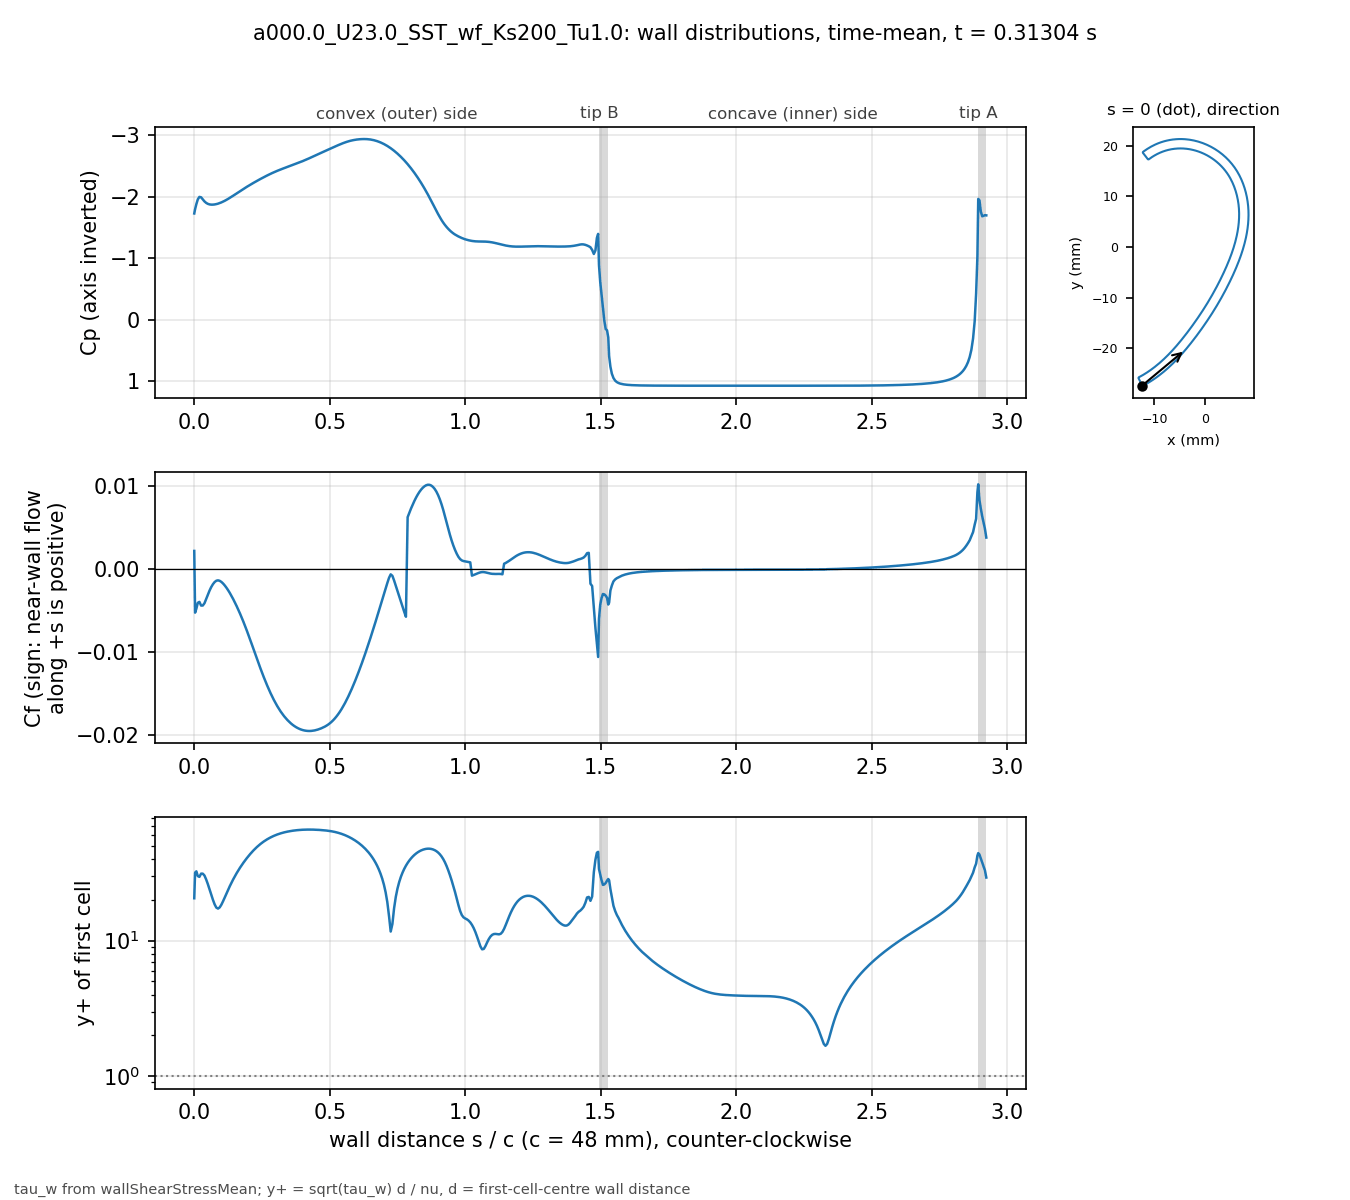 a000.0_U23.0_SST_wf_Ks200_Tu1.0: wall distributions, time-mean, t = 0.31304 s
convex (outer) side
tip B
concave (inner) side
tip A
s = 0 (dot), direction
Cp (axis inverted)
−3
−2
−1
0
1
0.0
0.5
1.0
1.5
2.0
2.5
3.0
y (mm)
20
10
0
−10
−20
−10
0
x (mm)
Cf (sign: near-wall flow
along +s is positive)
0.01
0.00
−0.01
−0.02
0.0
0.5
1.0
1.5
2.0
2.5
3.0
y+ of first cell
10¹
10⁰
0.0
0.5
1.0
1.5
2.0
2.5
3.0
wall distance s / c (c = 48 mm), counter-clockwise
tau_w from wallShearStressMean; y+ = sqrt(tau_w) d / nu, d = first-cell-centre wall distance